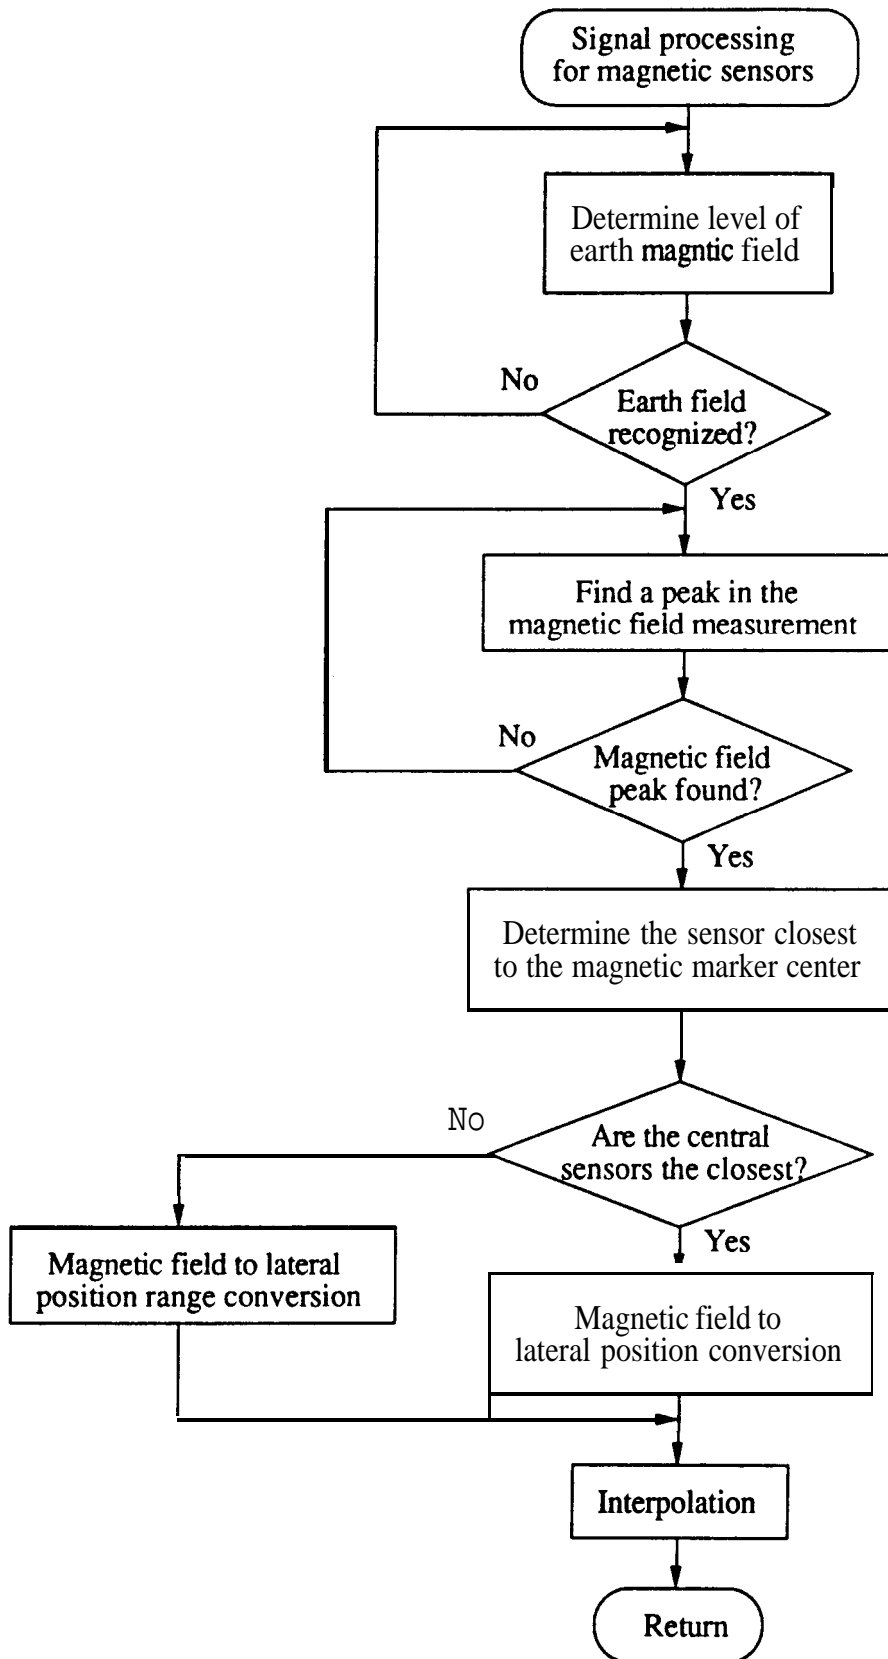 Signal processing
for magnetic sensors
Determine level of
earth magntic field
No
Earth field
recognized?
Yes
Find a peak in the
magnetic field measurement
No
Magnetic field
peak found?
Yes
Determine the sensor closest
to the magnetic marker center
No
Are the central
sensors the closest?
Yes
Magnetic field to lateral
position range conversion
Magnetic field to
lateral position conversion
Interpolation
Return